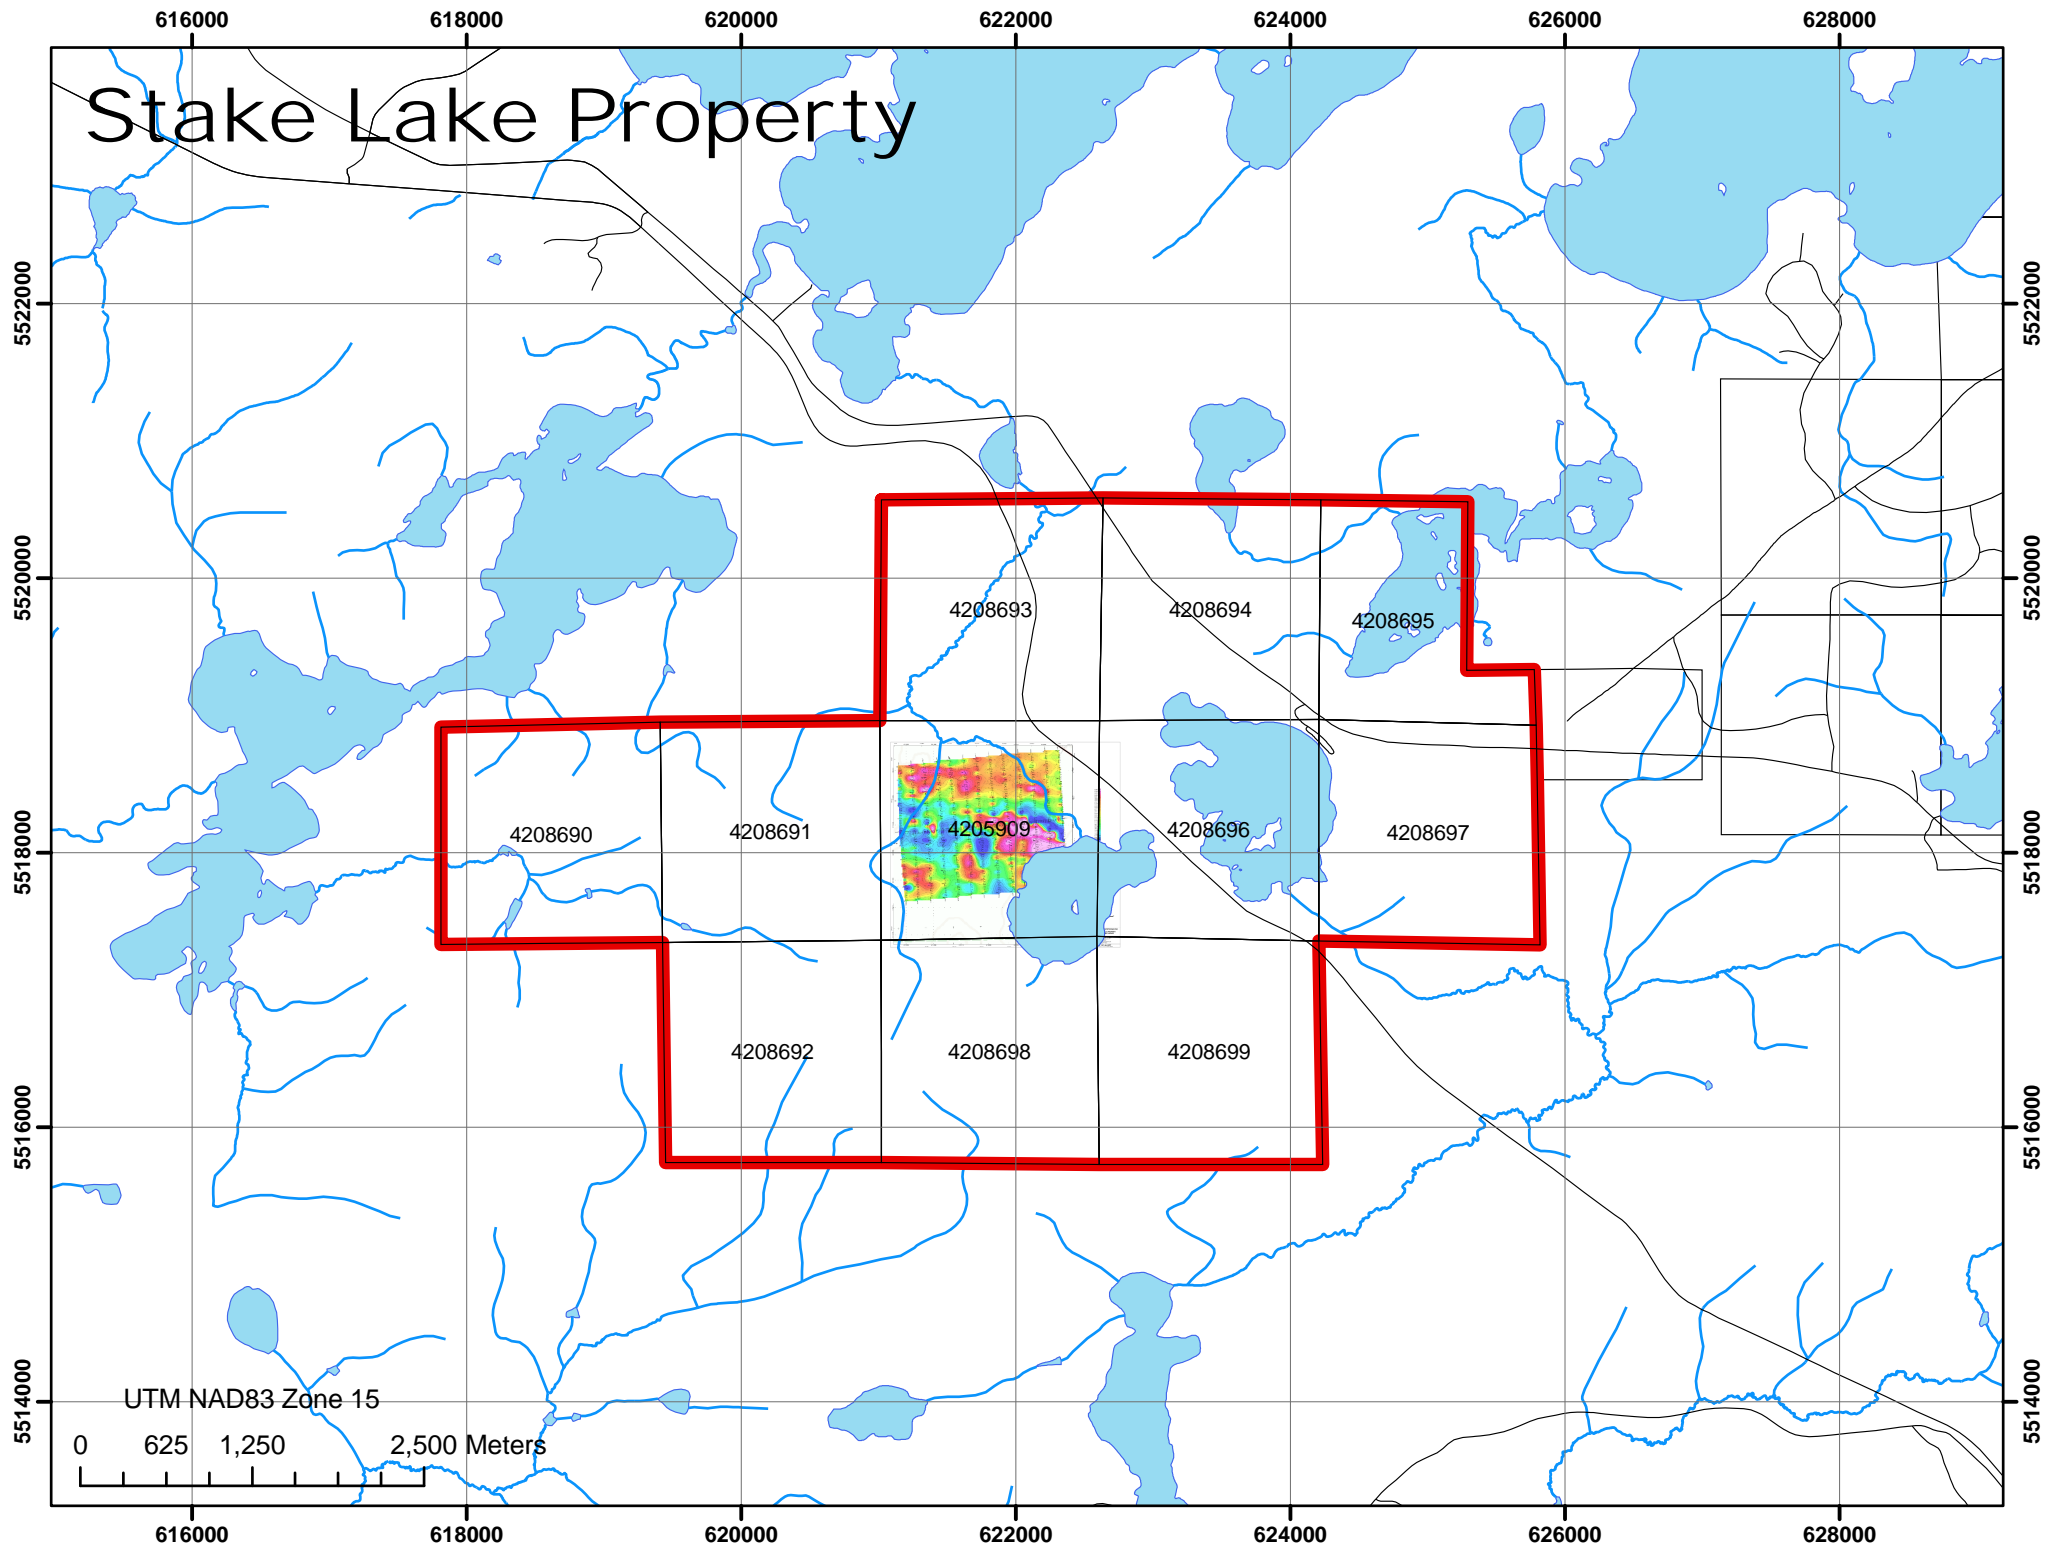 616000 618000 620000 622000 624000 626000 628000
Stake Lake Property
5522000 5522000
5520000 5520000
4208693 4208694 4208695
4208690 4208691 4205909 4208696 4208697
5518000 5518000
4208692 4208698 4208699
5516000 5516000
5514000 5514000
UTM NAD83 Zone 15
0 625 1,250 2,500 Meters
616000 618000 620000 622000 624000 626000 628000